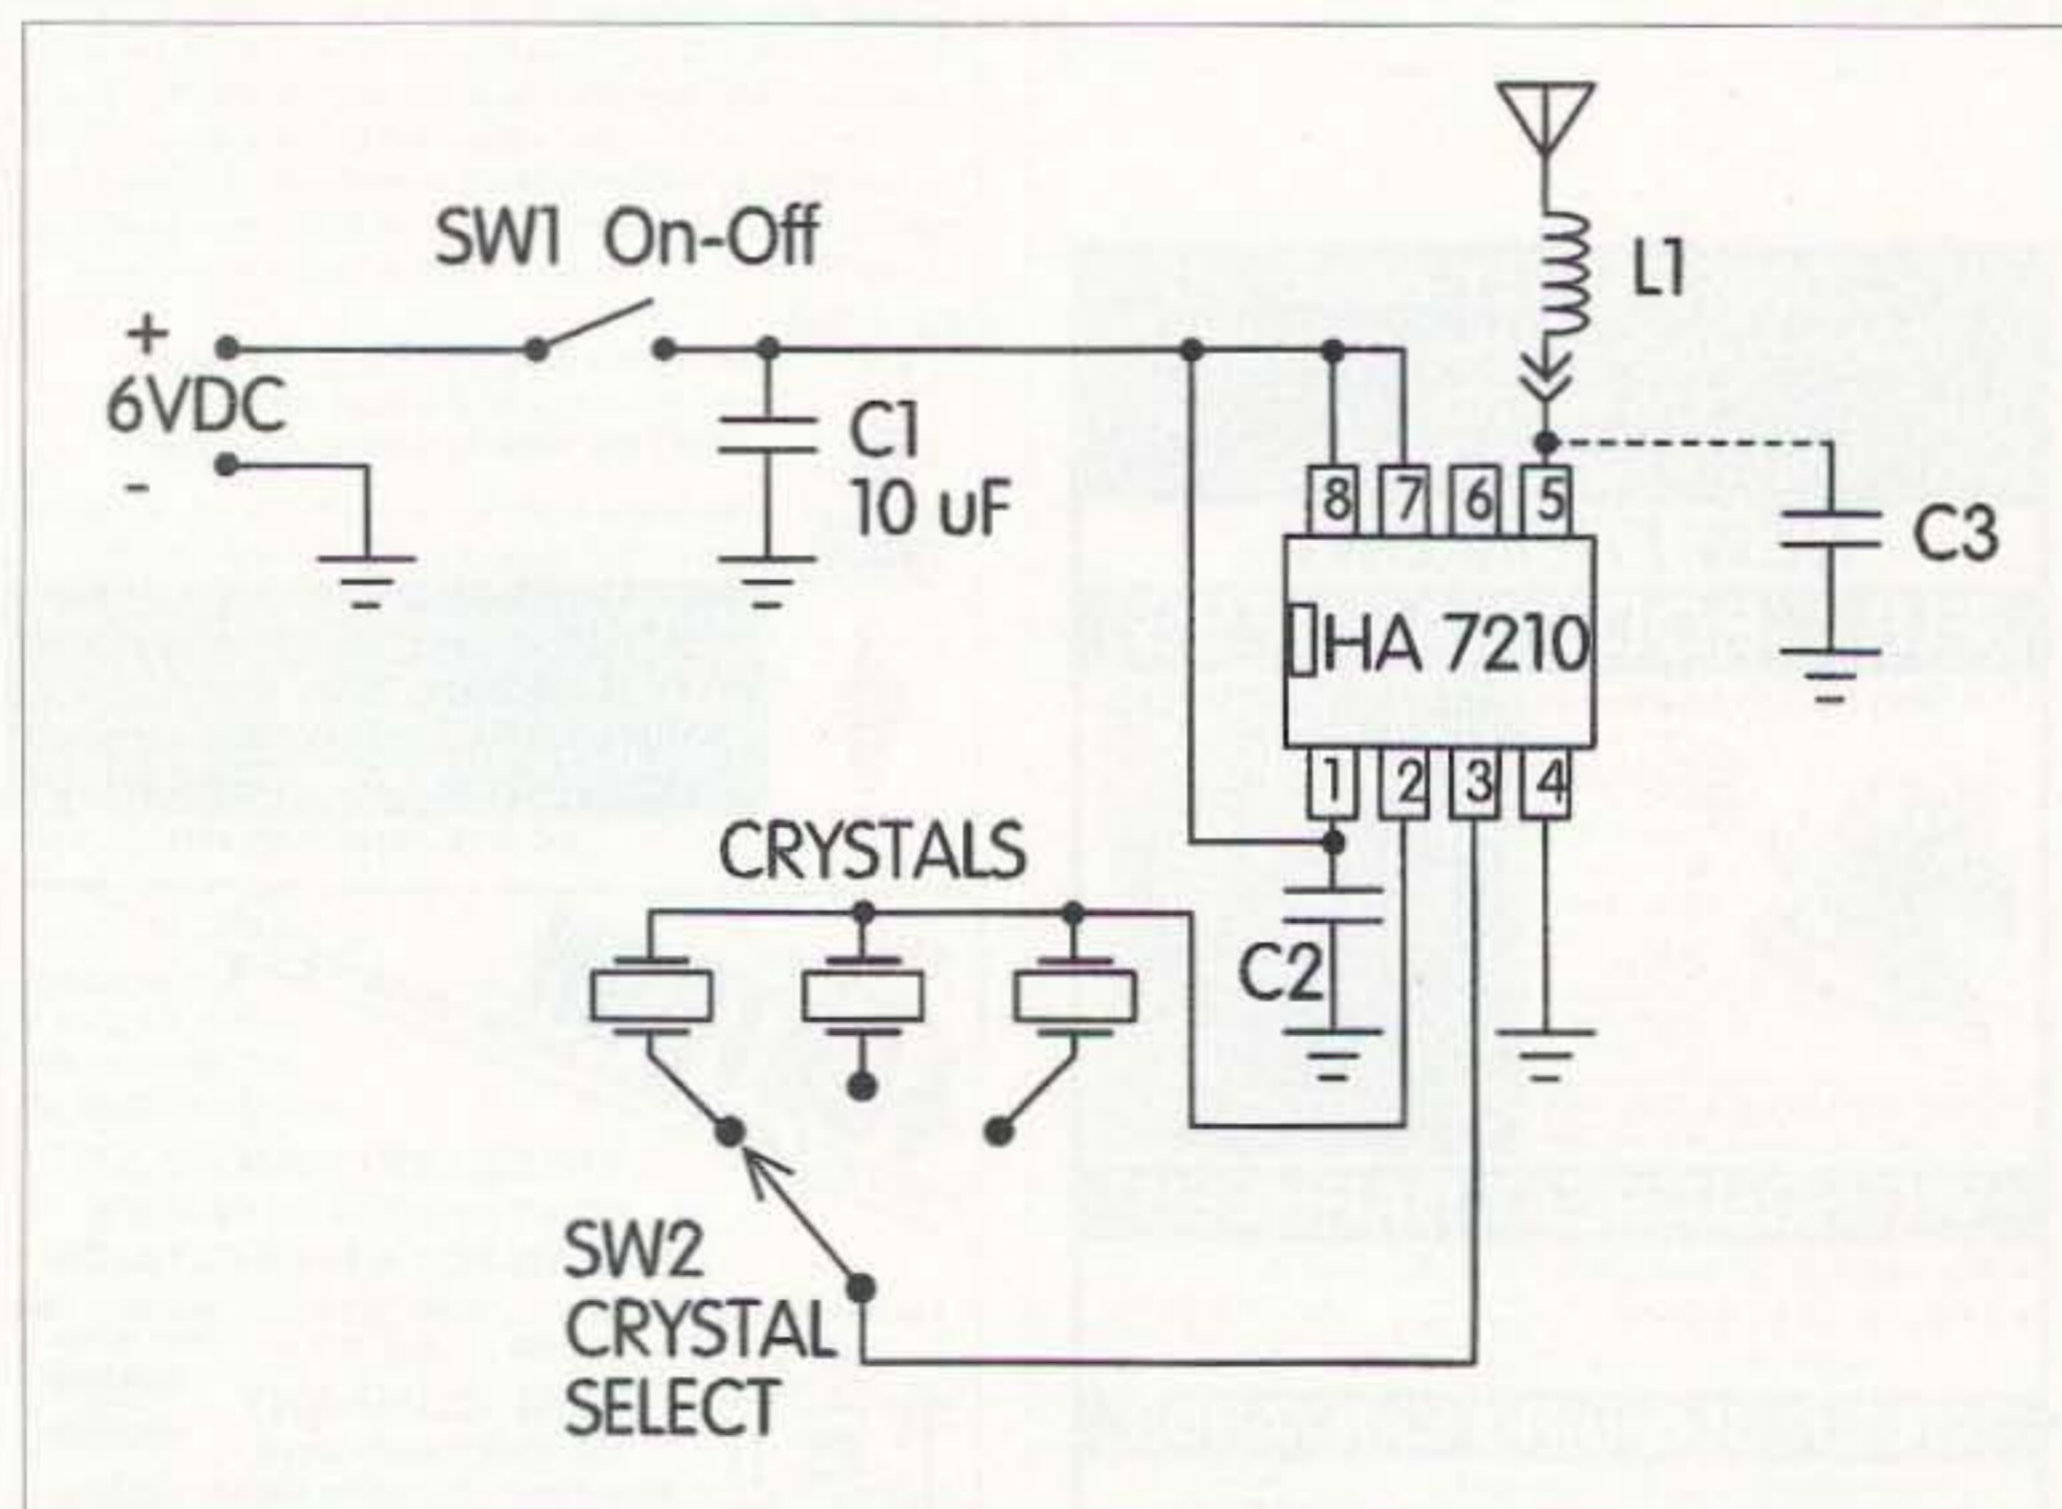 SW1 On-Off
+
6VDC
-
C1
10 uF
L1
8 7 6 5
C3
HA 7210
1 2 3 4
CRYSTALS
C2
SW2
CRYSTAL
SELECT